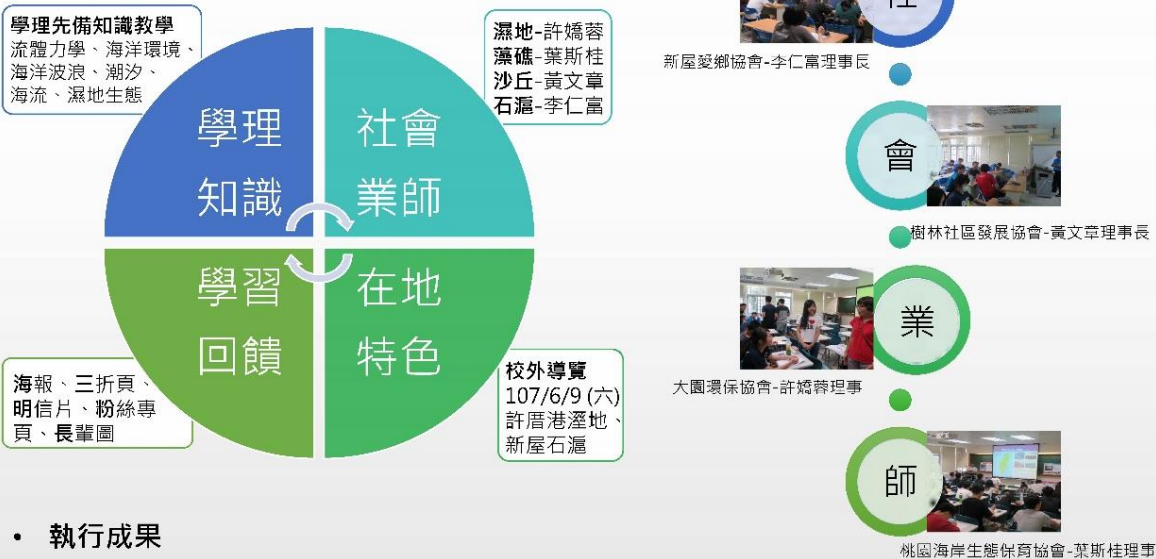 學理先備知識教學
流體力學、海洋環境、
海洋波浪、潮汐、
海流、濕地生態
濕地-許嬌蓉
藻礁-葉斯桂
沙丘-黃文章
石滬-李仁富
學理
知識
社會
業師
學習
回饋
在地
特色
海報、三折頁、
明信片、粉絲專
頁、長輩圖
校外導覽
107/6/9 (六)
許厝港溼地、
新屋石滬
• 執行成果
新屋愛鄉協會-李仁富理事長
會
樹林社區發展協會-黃文章理事長
業
大園環保協會-許嬌蓉理事
師
桃園海岸生態保育協會-葉斯桂理事